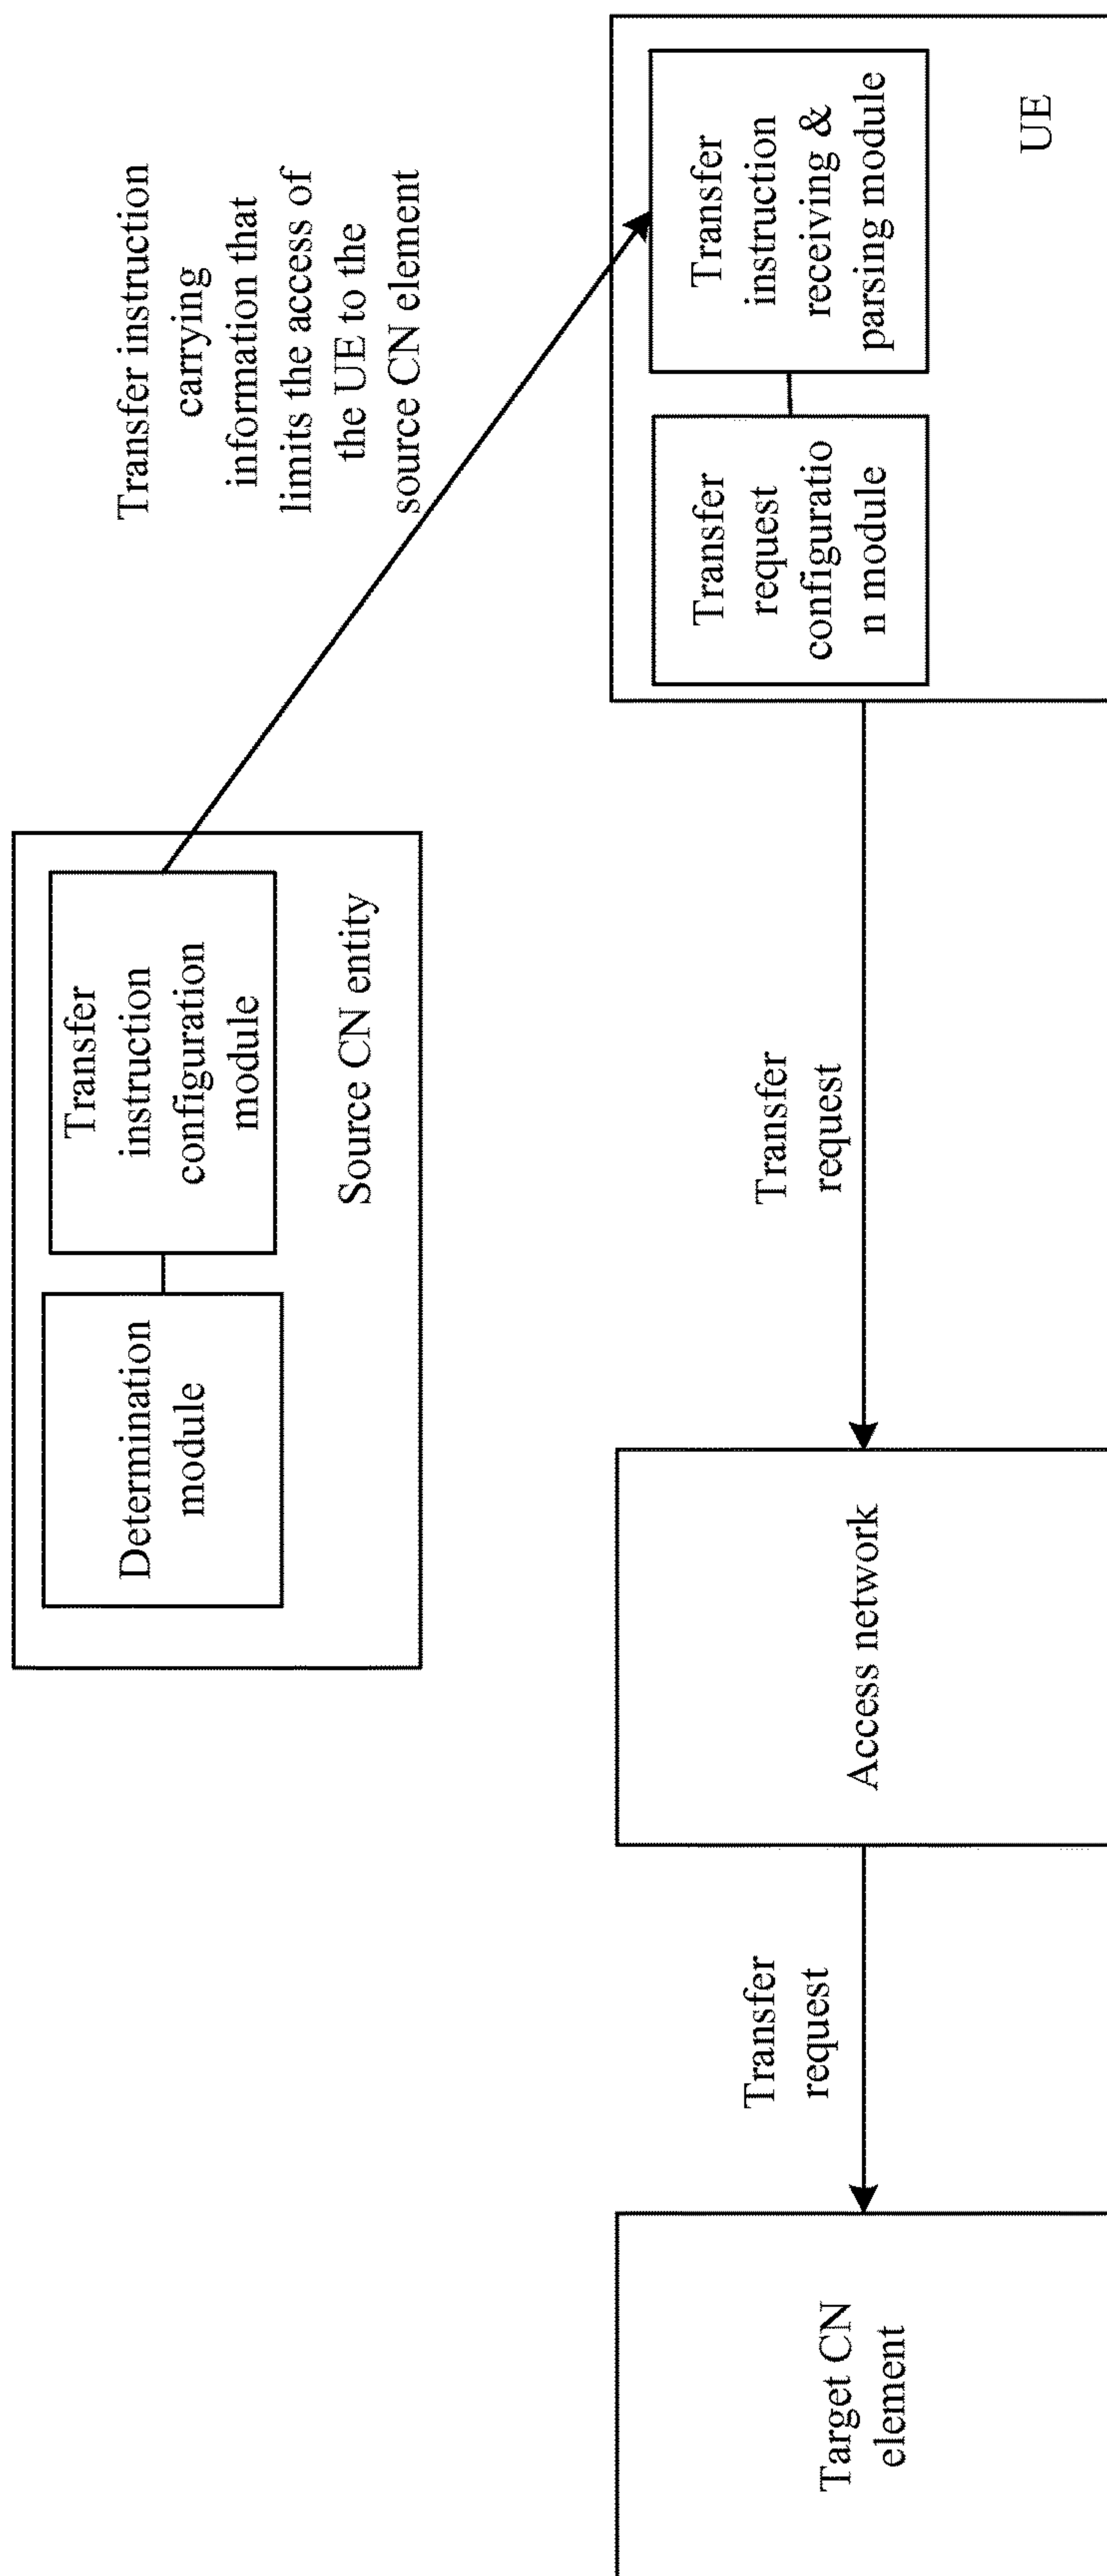 Determination
module
Transfer
instruction
configuration
module
Source CN entity
Transfer instruction
carrying
information that
limits the access of
the UE to the
source CN element
Target CN
element
Transfer
request
Access network
Transfer
request
Transfer
request
configuratio
n module
Transfer
instruction
receiving &
parsing module
UE